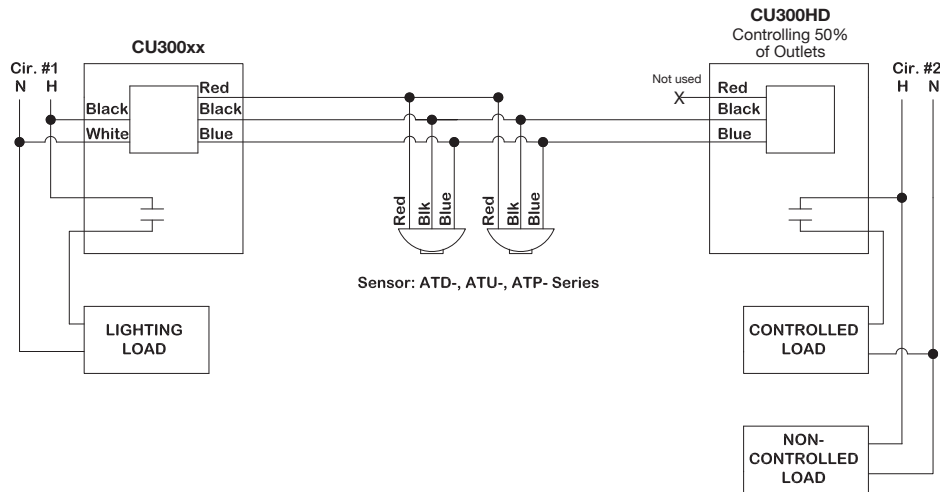 CU300HD
Controlling 50%
of Outlets
CU300xx
Cir. #1
N H
Cir. #2
H N
Red
Black
White
Blue
Not used
X
Red
Black
Blue
Red
Blk
Blue
Red
Blk
Blue
Sensor: ATD-, ATU-, ATP- Series
LIGHTING
LOAD
CONTROLLED
LOAD
NON-
CONTROLLED
LOAD